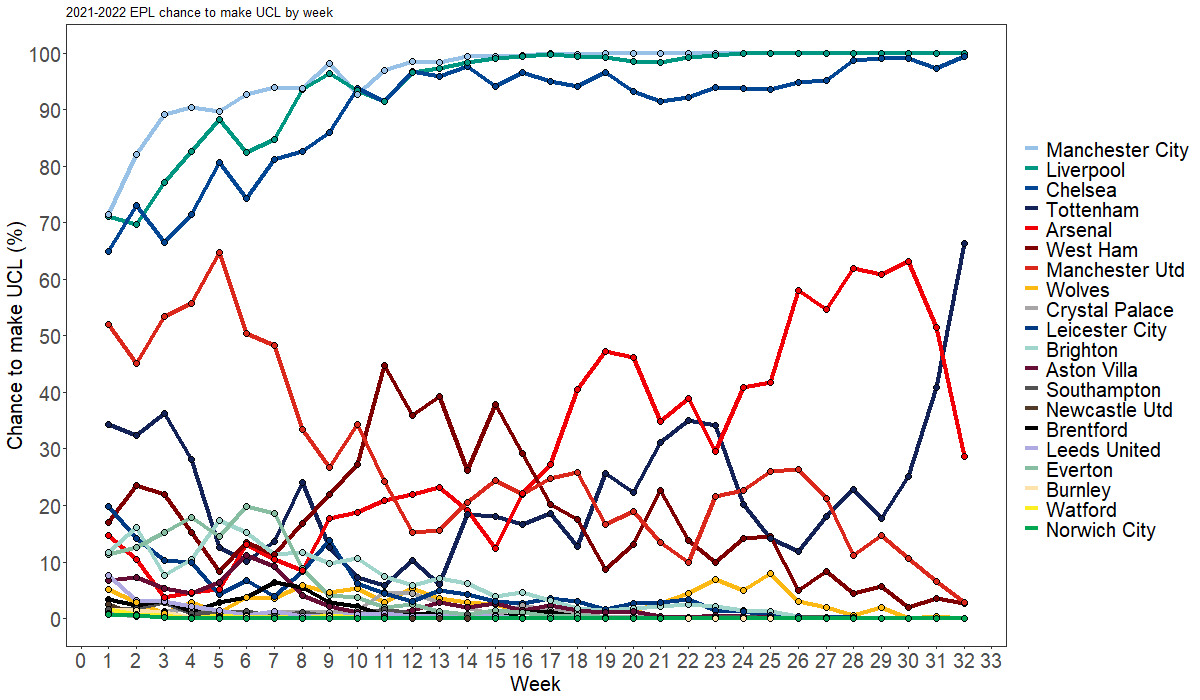 2021-2022 EPL chance to make UCL by week
Chance to make UCL (%)
100
90
80
70
60
50
40
30
20
10
0
0 1 2 3 4 5 6 7 8 9 10 11 12 13 14 15 16 17 18 19 20 21 22 23 24 25 26 27 28 29 30 31 32 33
Week
Manchester City
Liverpool
Chelsea
Tottenham
Arsenal
West Ham
Manchester Utd
Wolves
Crystal Palace
Leicester City
Brighton
Aston Villa
Southampton
Newcastle Utd
Brentford
Leeds United
Everton
Burnley
Watford
Norwich City